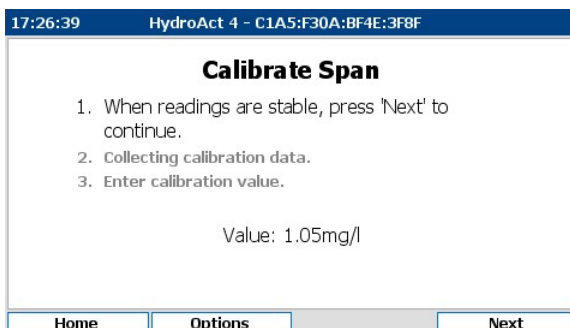 17:26:39 HydroAct 4 - C1A5:F30A:BF4E:3F8F
Calibrate Span
1. When readings are stable, press 'Next' to
continue.
2. Collecting calibration data.
3. Enter calibration value.
Value: 1.05mg/l
Home Options Next